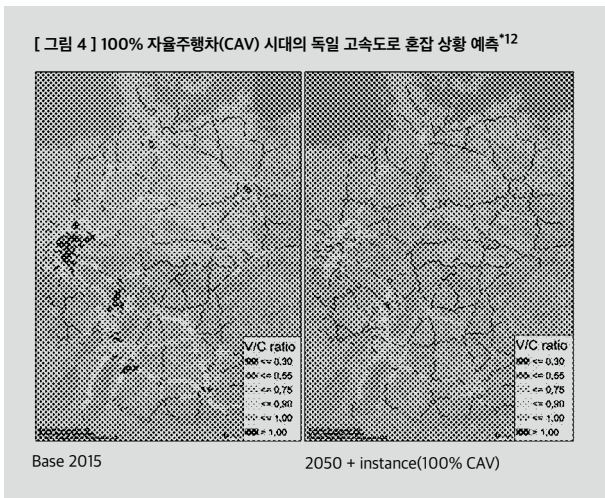 [ 그림 4 ] 100% 자율주행차(CAV) 시대의 독일 고속도로 혼잡 상황 예측*12
V/C ratio
<= 0,30
<= 0,55
<= 0,75
<= 0,90
<= 1,00
> 1,00
V/C ratio
<= 0,30
<= 0,55
<= 0,75
<= 0,90
<= 1,00
> 1,00
Base 2015
2050 + instance(100% CAV)